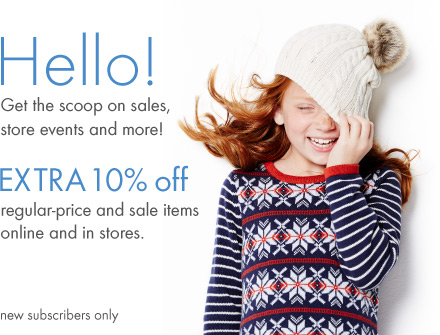 Hello!
Get the scoop on sales,
store events and more!
EXTRA 10% off
regular-price and sale items
online and in stores.
new subscribers only